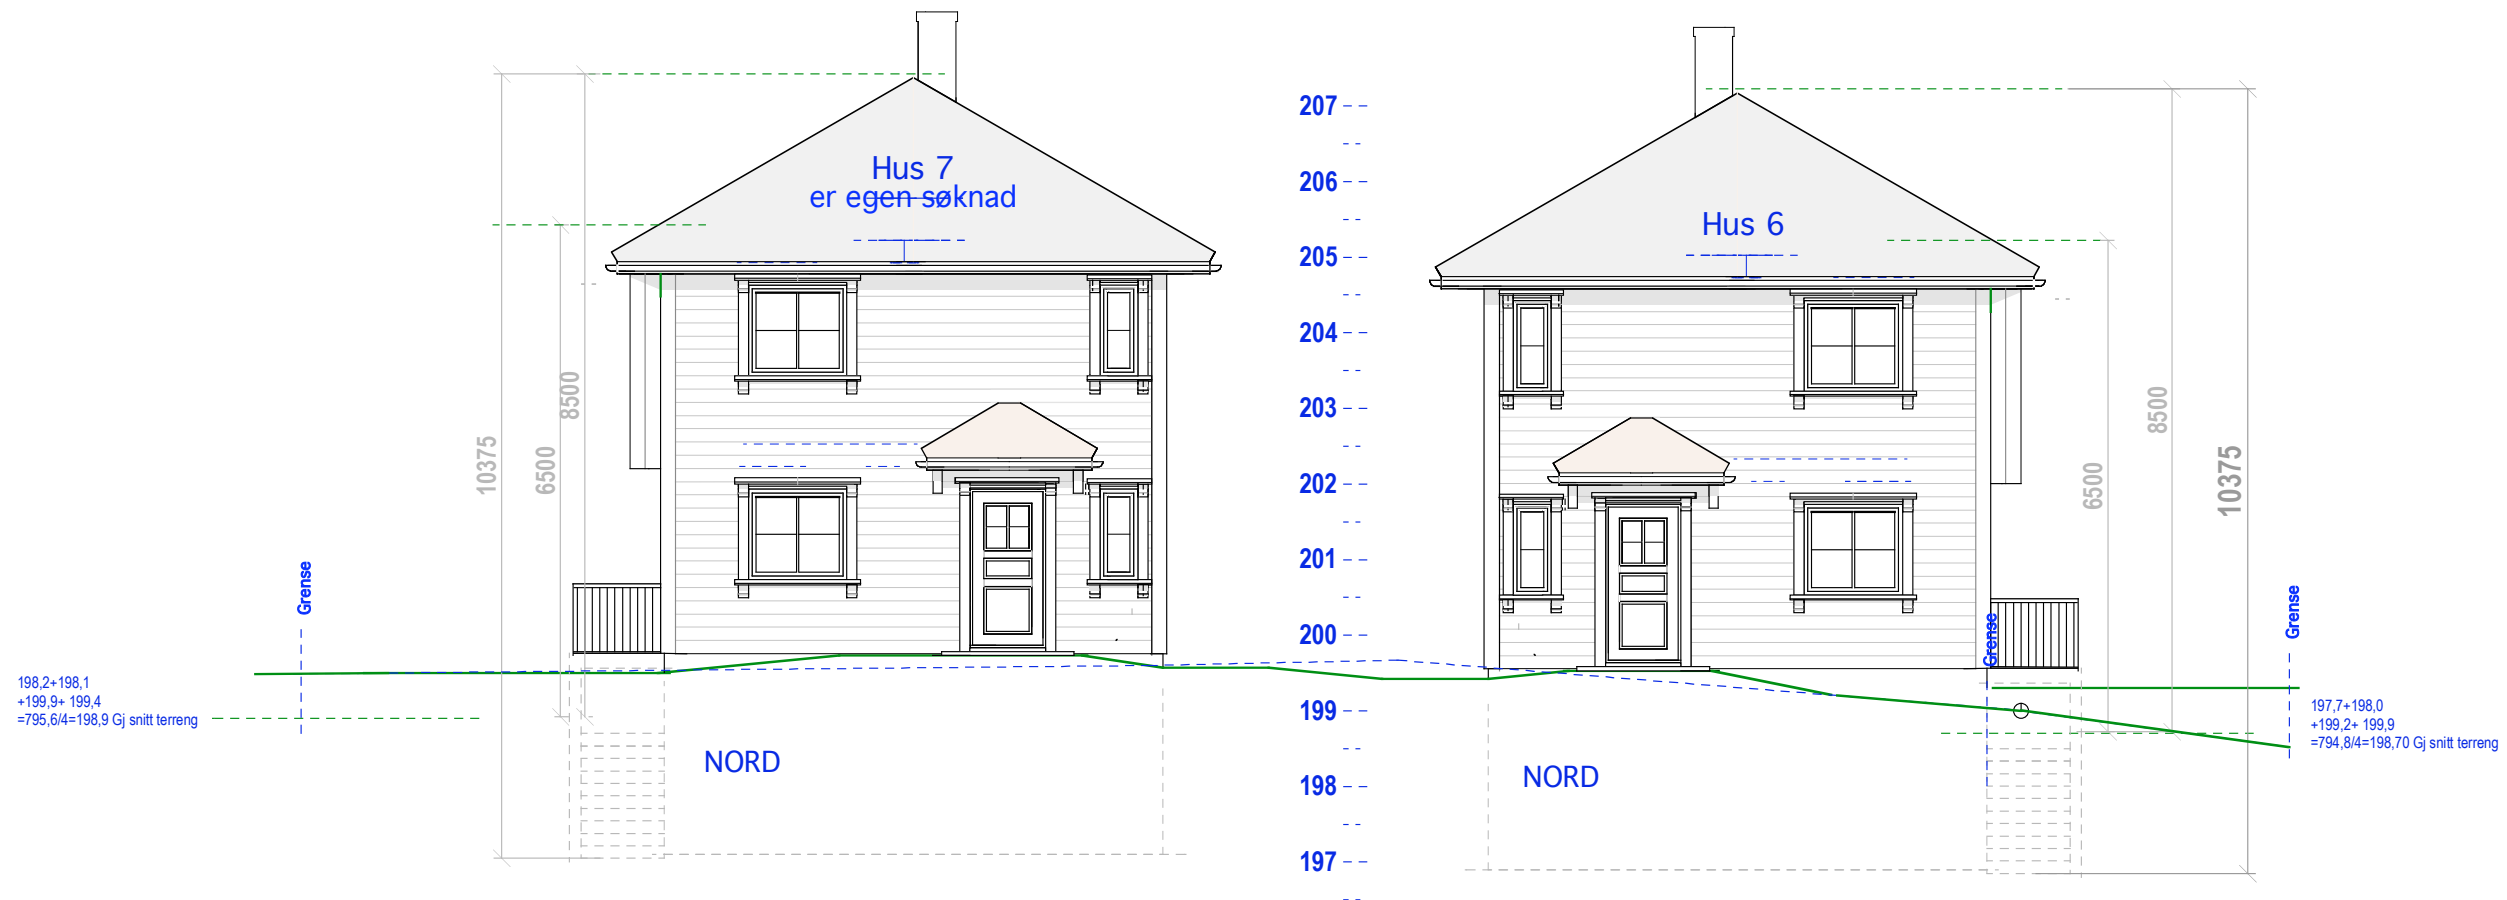 Hus 7
er egen søknad
Hus 6
207
206
205
204
203
202
201
200
199
198
197
10375
6500
8500
8500
6500
10375
Grense
Grense
Grense
198,2+198,1
+199,9+ 199,4
=795,6/4=198,9 Gj snitt terreng
197,7+198,0
+199,2+ 199,9
=794,8/4=198,70 Gj snitt terreng
NORD
NORD